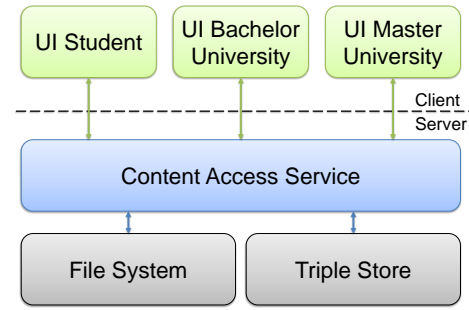 UI Student
UI Bachelor
University
UI Master
University
Client
Server
Content Access Service
File System
Triple Store